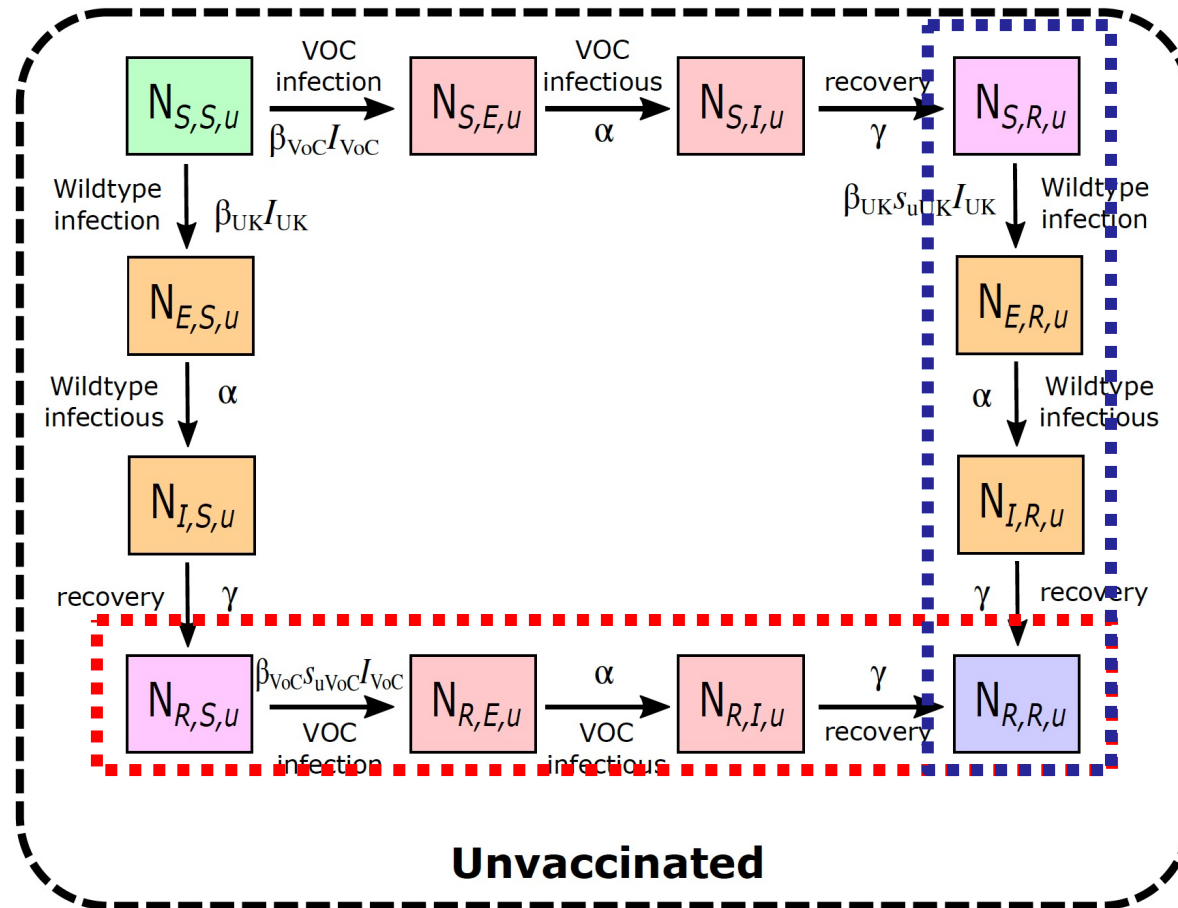 VOC
infection
VOC
infectious
recovery
N_{S,S,u}
N_{S,E,u}
N_{S,I,u}
N_{S,R,u}
β_{VoC}I_{VoC}
α
γ
Wildtype
infection
β_{UK}I_{UK}
β_{UK}s_{uUK}I_{UK}
Wildtype
infection
N_{E,S,u}
N_{E,R,u}
Wildtype
infectious
α
α
Wildtype
infectious
N_{I,S,u}
N_{I,R,u}
recovery
γ
γ
recovery
β_{VoC}s_{uVoC}I_{VoC}
α
γ
N_{R,S,u}
N_{R,E,u}
N_{R,I,u}
N_{R,R,u}
VOC
infection
VOC
infectious
recovery
Unvaccinated